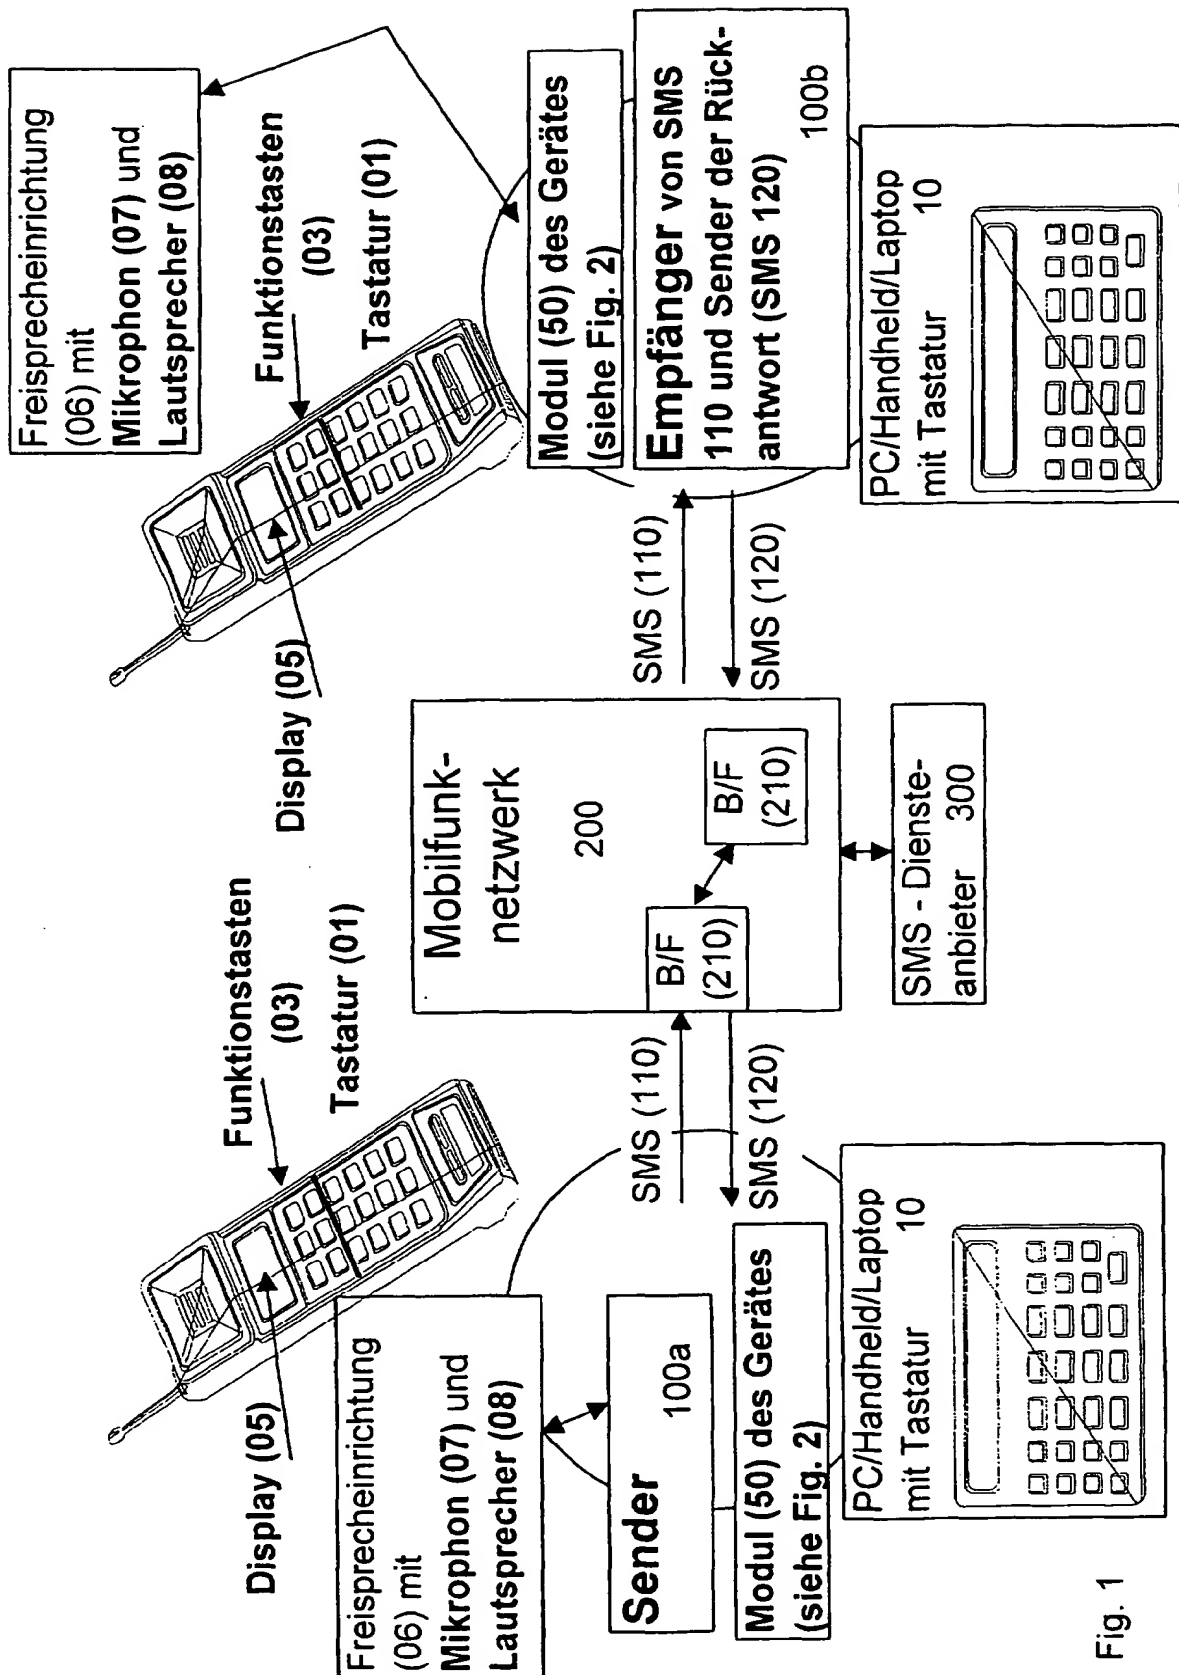 Freisprecheinrichtung
(06) mit
Mikrophon (07) und
Lautsprecher (08)
Display (05)
Funktionstasten
(03)
Tastatur (01)
Sender
100a
Modul (50) des Gerätes
(siehe Fig. 2)
PC/Handheld/Laptop
mit Tastatur 10
SMS (110)
SMS (120)
Mobilfunk-
netzwerk
200
B/F
(210)
B/F
(210)
SMS - Dienste-
anbieter 300
SMS (110)
SMS (120)
Display (05)
Funktionstasten
(03)
Tastatur (01)
Freisprecheinrichtung
(06) mit
Mikrophon (07) und
Lautsprecher (08)
Modul (50) des Gerätes
(siehe Fig. 2)
Empfänger von SMS
110 und Sender der Rück-
antwort (SMS 120)
100b
PC/Handheld/Laptop
mit Tastatur 10
Fig. 1